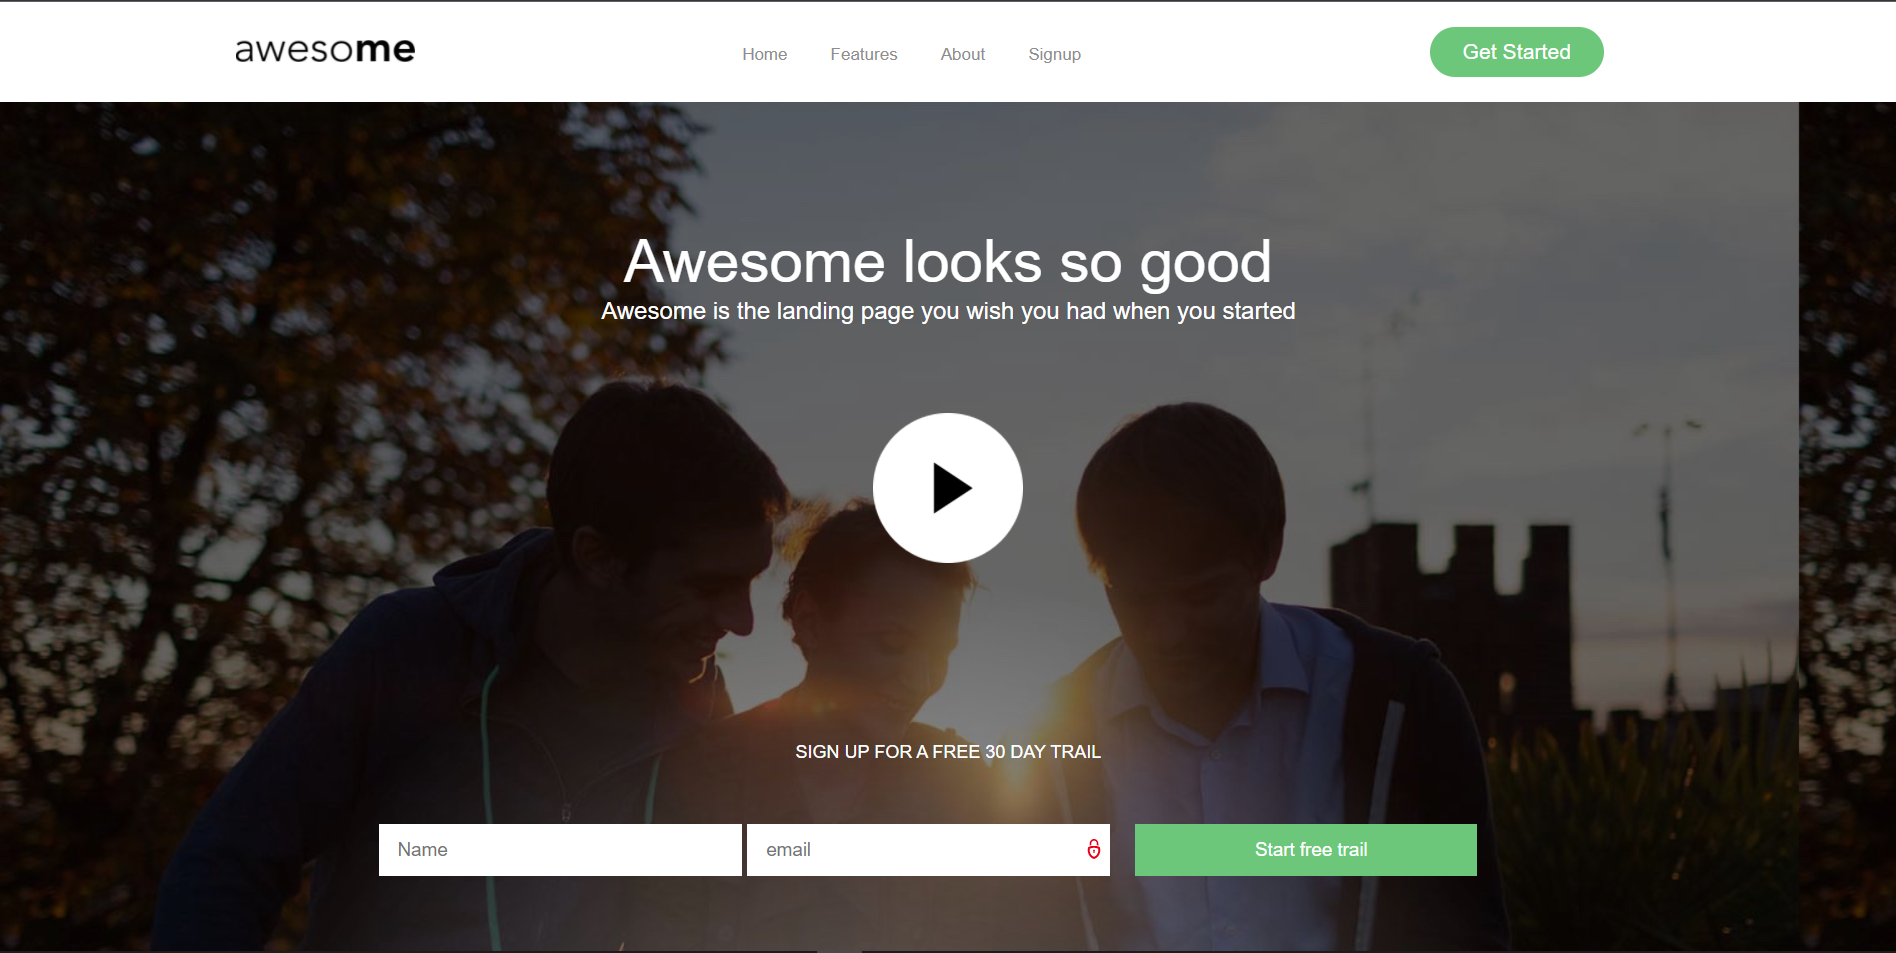 awesome
Home Features About Signup
Get Started
Awesome looks so good
Awesome is the landing page you wish you had when you started
SIGN UP FOR A FREE 30 DAY TRAIL
Name
email
Start free trail